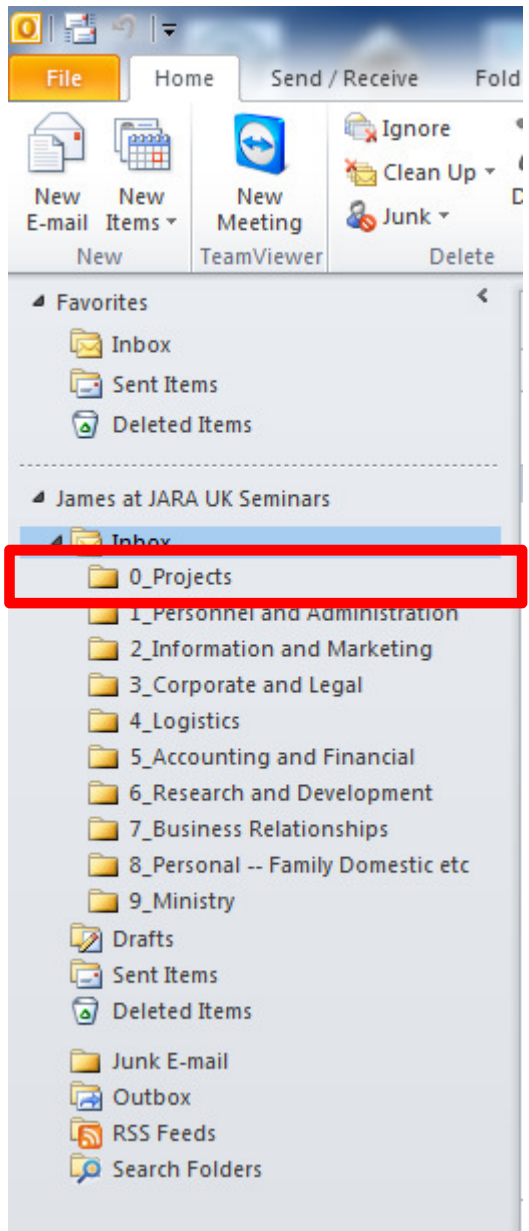 File Home Send / Receive Fold
Ignore
Clean Up
Junk
New E-mail
New Items
New Meeting
New TeamViewer Delete
Favorites
Inbox
Sent Items
Deleted Items
James at JARA UK Seminars
Inbox
0_Projects
1_Personnel and Administration
2_Information and Marketing
3_Corporate and Legal
4_Logistics
5_Accounting and Financial
6_Research and Development
7_Business Relationships
8_Personal -- Family Domestic etc
9_Ministry
Drafts
Sent Items
Deleted Items
Junk E-mail
Outbox
RSS Feeds
Search Folders